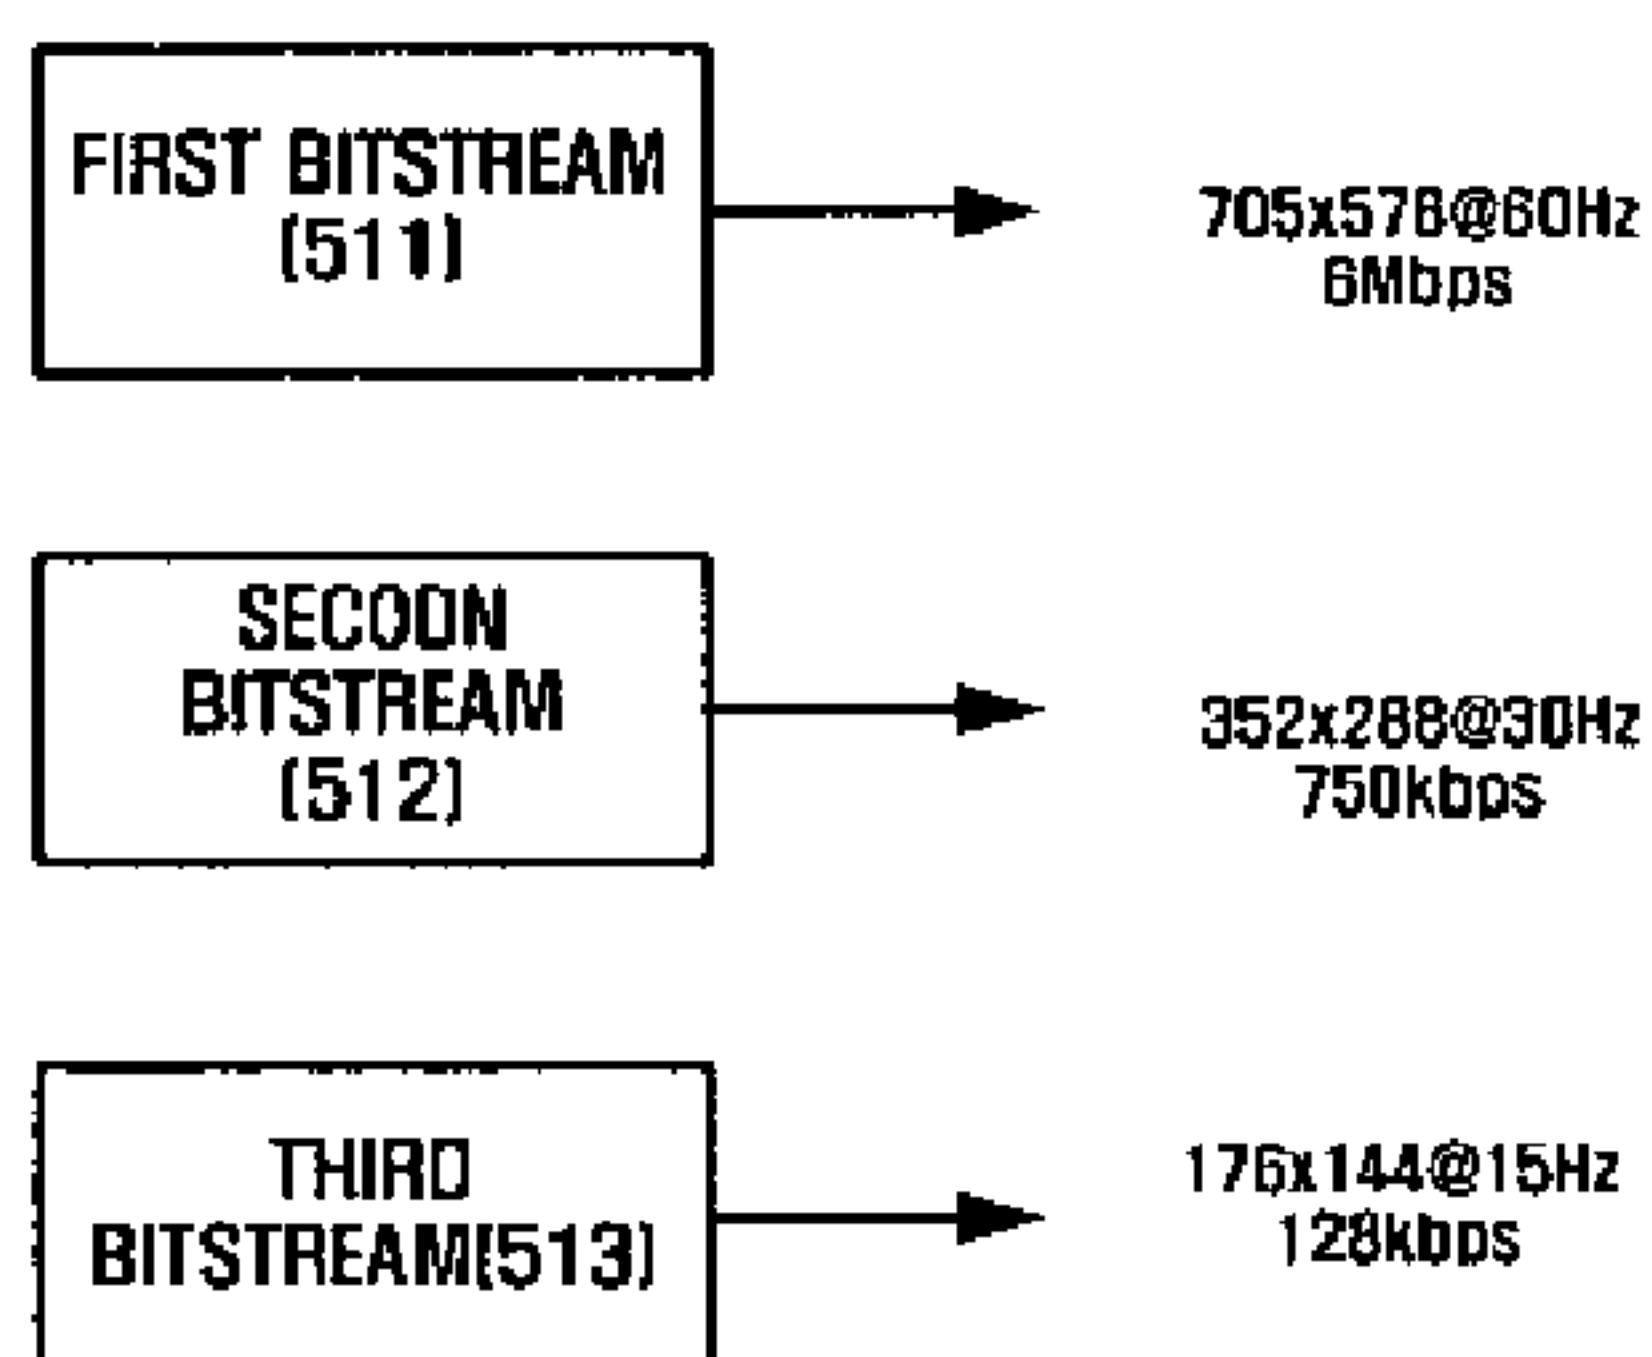 FIRST BITSTREAM
(511)
705x576@60Hz
6Mbps
SECOON
BITSTREAM
(512)
352x288@30Hz
750kbps
THIRD
BITSTREAM(513)
176x144@15Hz
128kbps